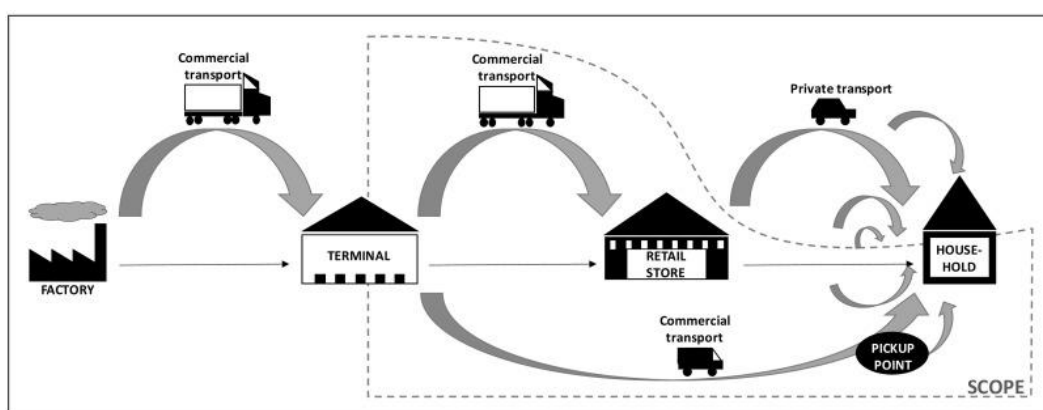 Commercial
transport
Commercial
transport
Private transport
TERMINAL
RETAIL
STORE
HOUSE-
HOLD
FACTORY
Commercial
transport
PICKUP
POINT
SCOPE